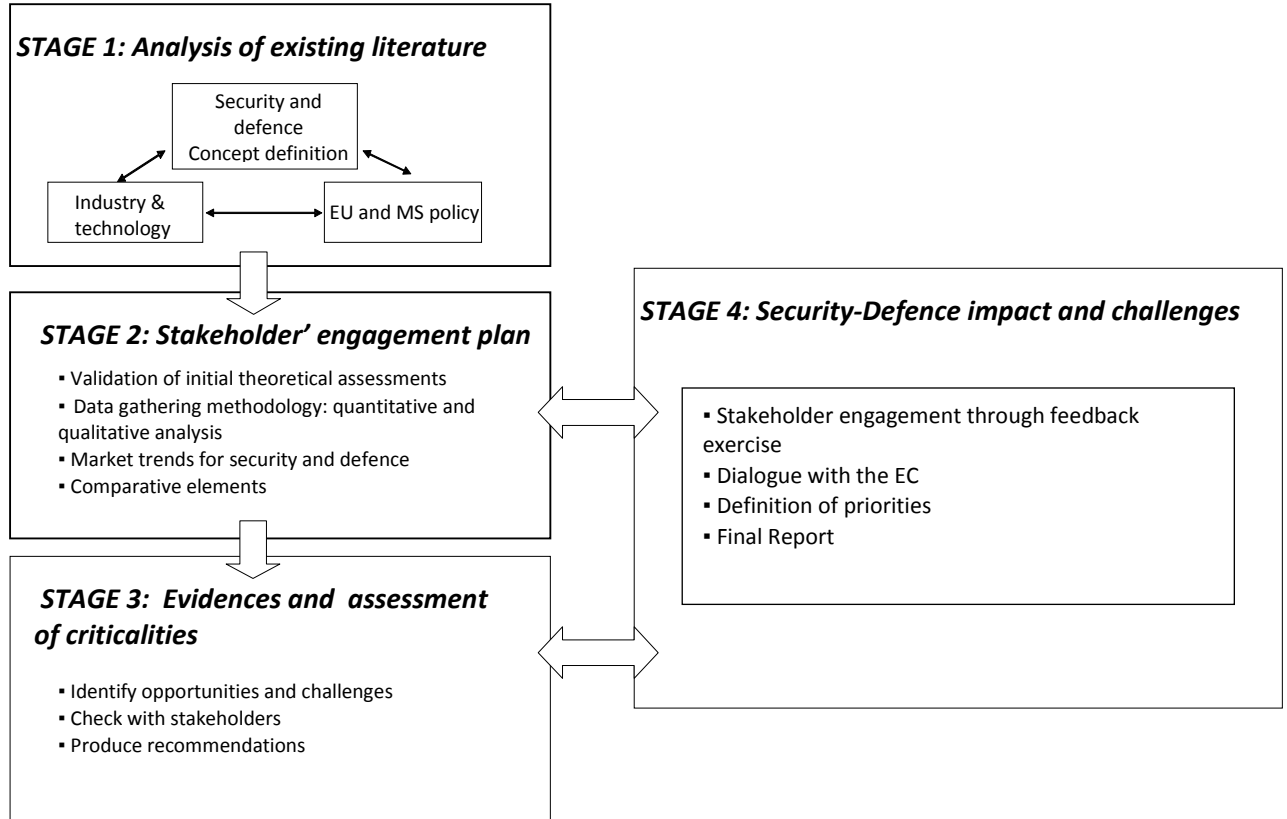 STAGE 1: Analysis of existing literature
Security and
defence
Concept definition
Industry &
technology
EU and MS policy
STAGE 2: Stakeholder’ engagement plan
▪ Validation of initial theoretical assessments
▪ Data gathering methodology: quantitative and
qualitative analysis
▪ Market trends for security and defence
▪ Comparative elements
STAGE 3: Evidences and assessment
of criticalities
▪ Identify opportunities and challenges
▪ Check with stakeholders
▪ Produce recommendations
STAGE 4: Security-Defence impact and challenges
▪ Stakeholder engagement through feedback
exercise
▪ Dialogue with the EC
▪ Definition of priorities
▪ Final Report